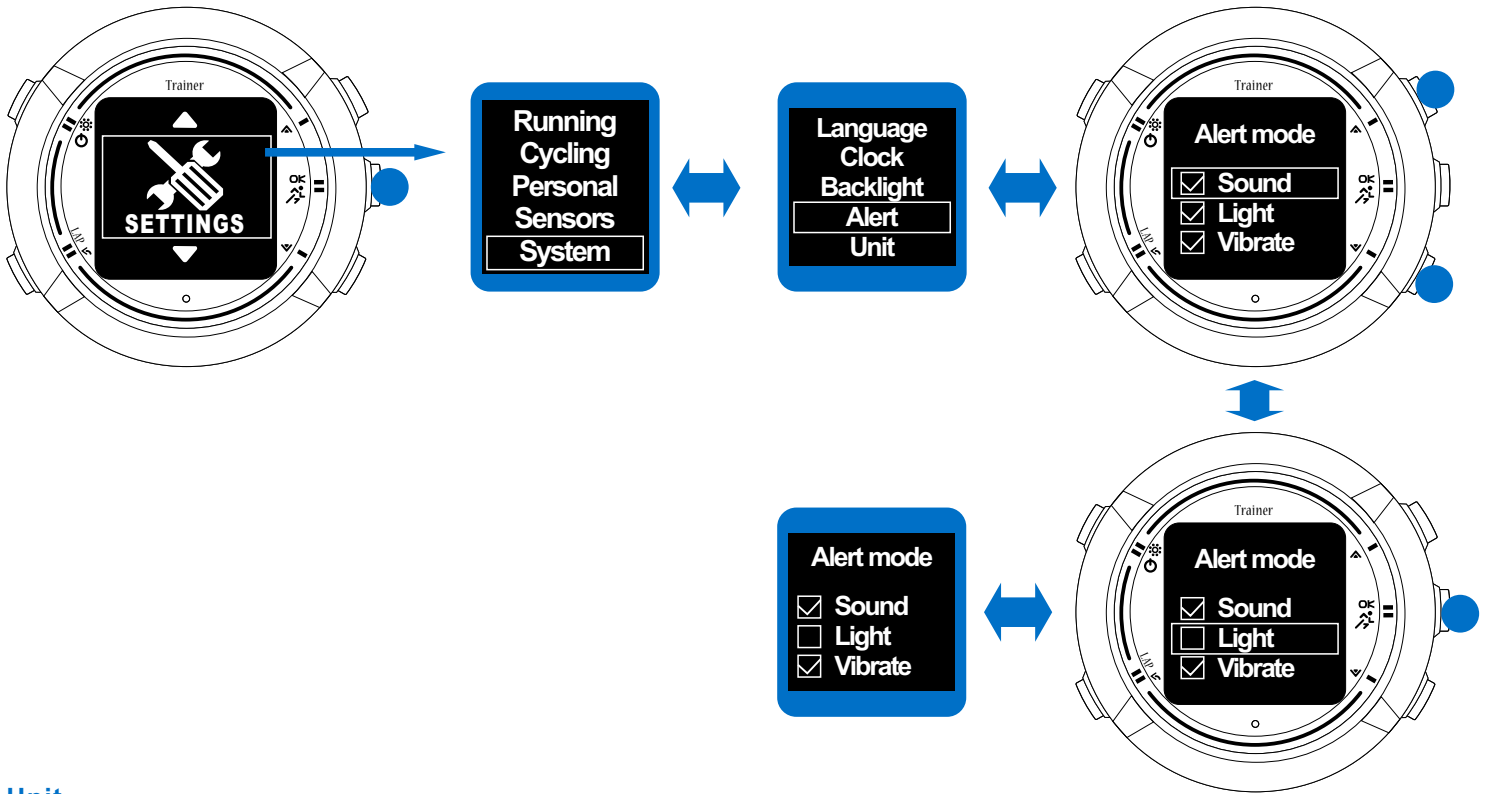 Trainer
SETTINGS
OK
LAP
Running
Cycling
Personal
Sensors
System
Language
Clock
Backlight
Alert
Unit
Trainer
Alert mode
Sound
Light
Vibrate
OK
LAP
Alert mode
Sound
Light
Vibrate
Trainer
Alert mode
Sound
Light
Vibrate
OK
LAP
Unit